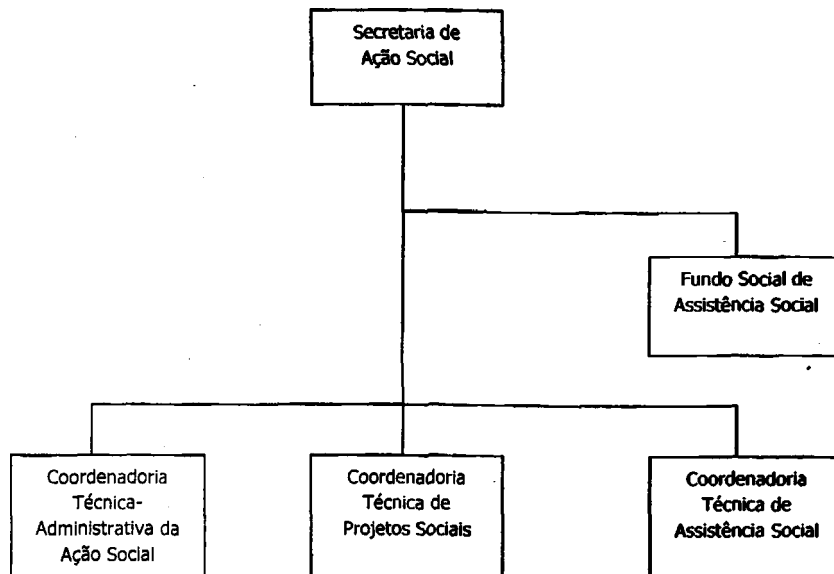 Secretaria de
Ação Social
Fundo Social de
Assistência Social
Coordenadoria
Técnica-
Administrativa da
Ação Social
Coordenadoria
Técnica de
Projetos Sociais
Coordenadoria
Técnica de
Assistência Social